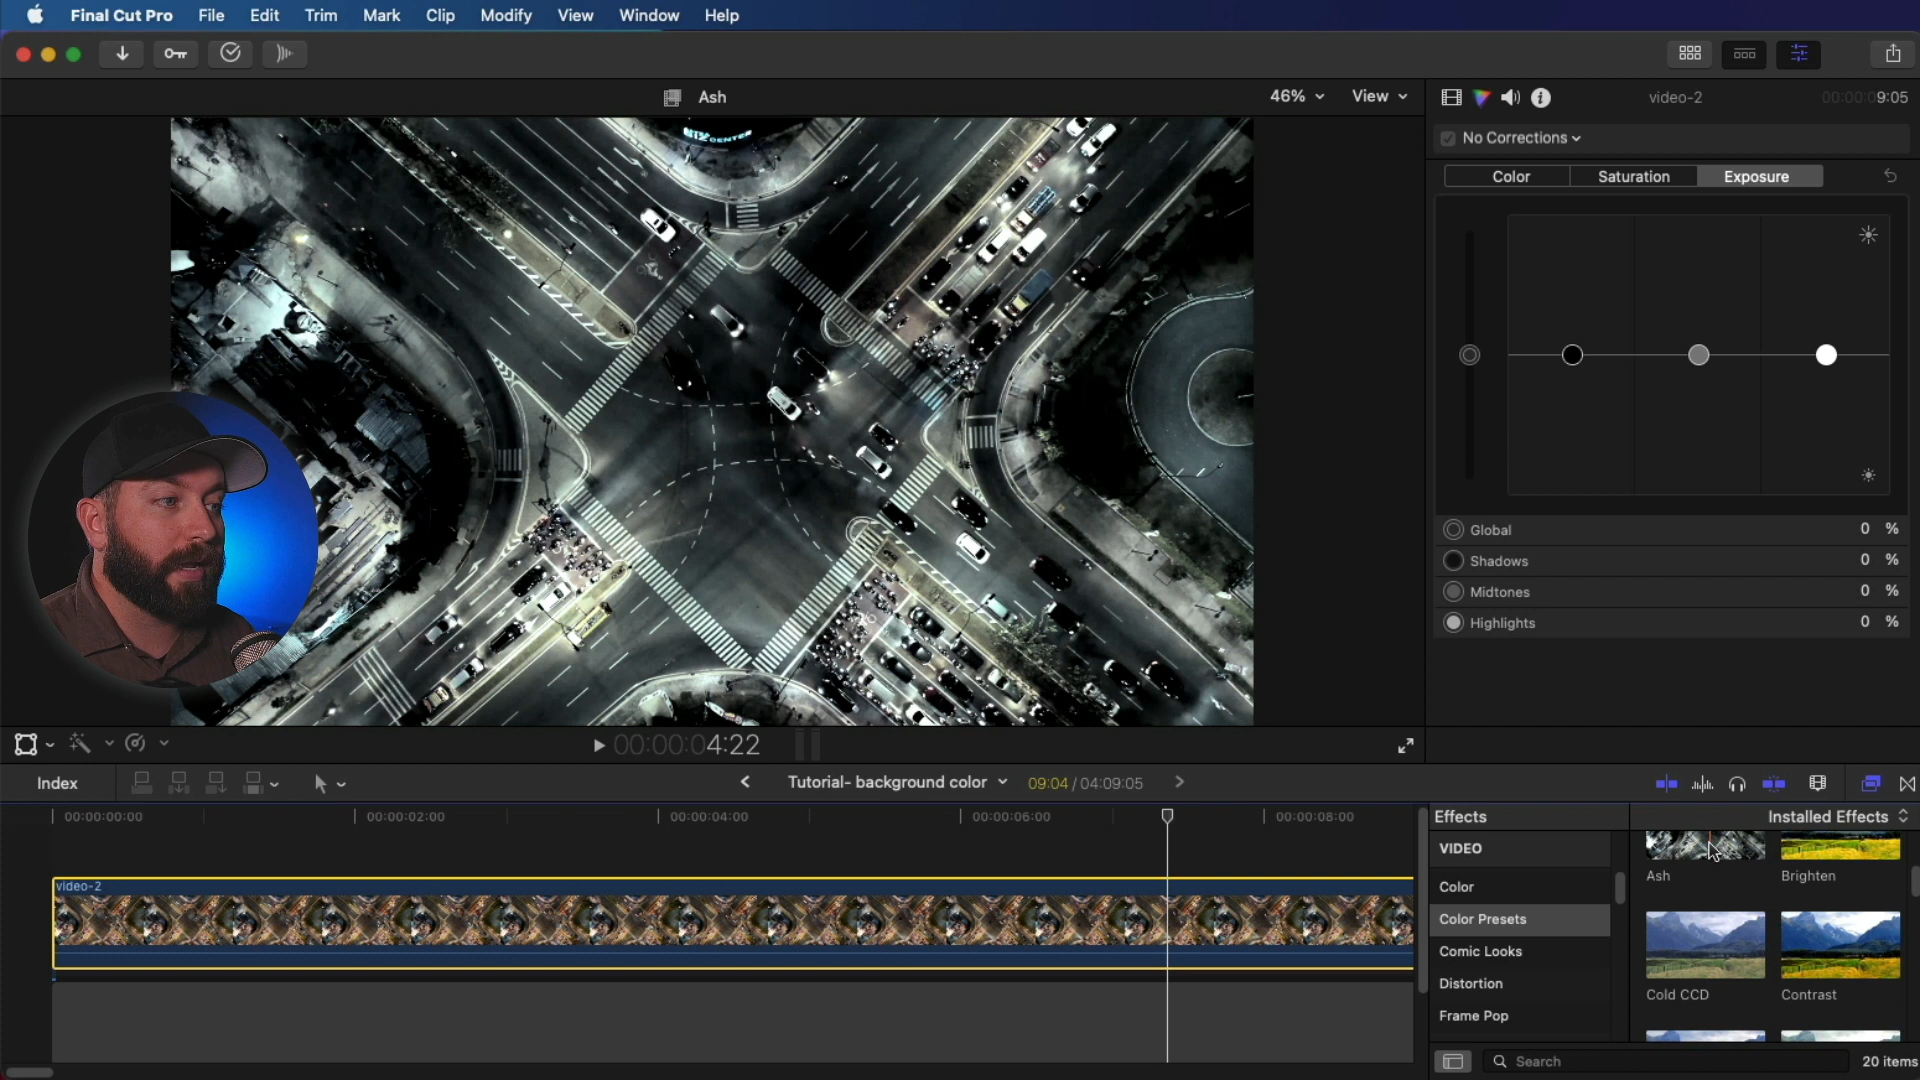 Final Cut Pro File Edit Trim Mark Clip Modify View Window Help
Ash
46% View
video-2
00:00:09:05
No Corrections
Color Saturation Exposure
Global 0 %
Shadows 0 %
Midtones 0 %
Highlights 0 %
00:00:04:22
Index
Tutorial- background color
09:04 / 04:09:05
00:00:00:00 00:00:02:00 00:00:04:00 00:00:06:00 00:00:08:00
video-2
Effects
Installed Effects
VIDEO
Color
Color Presets
Comic Looks
Distortion
Frame Pop
Ash
Brighten
Cold CCD
Contrast
Search
20 items